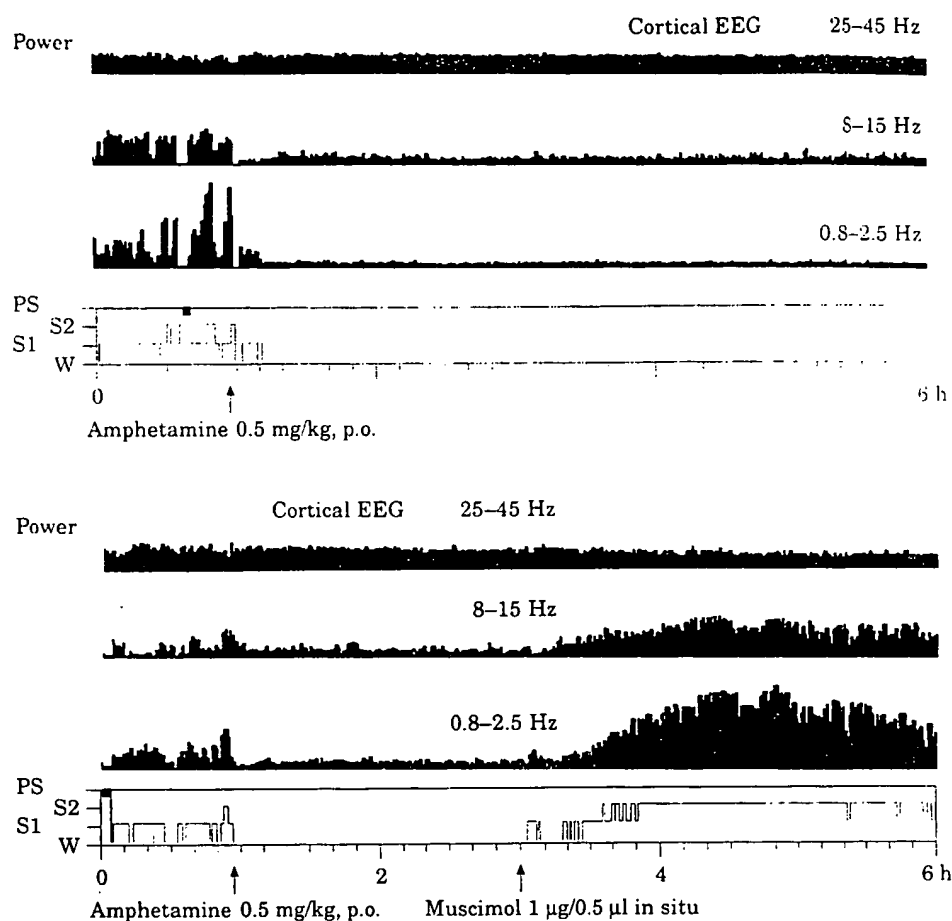 Power Cortical EEG 25–45 Hz
8–15 Hz
0.8–2.5 Hz
PS
S2
S1
W
0 6 h
Amphetamine 0.5 mg/kg, p.o.
Power Cortical EEG 25–45 Hz
8–15 Hz
0.8–2.5 Hz
PS
S2
S1
W
0 2 4 6 h
Amphetamine 0.5 mg/kg, p.o. Muscimol 1 µg/0.5 µl in situ